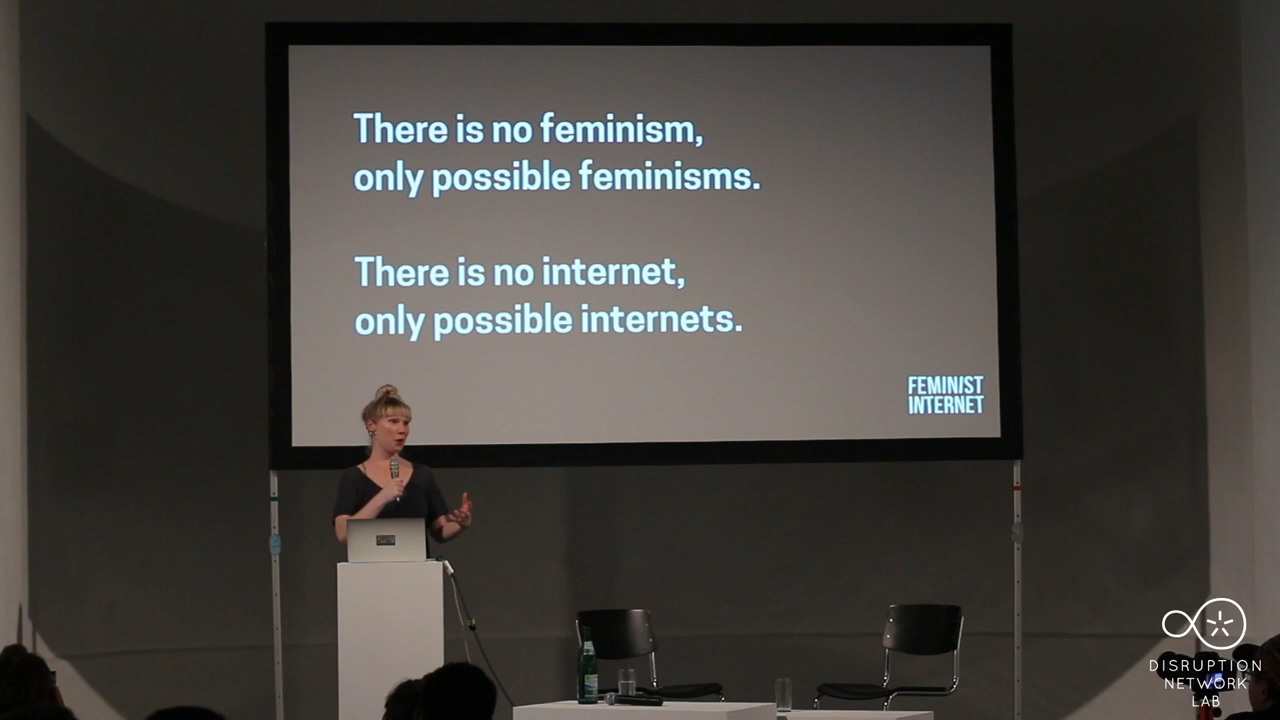 There is no feminism,
only possible feminisms.
There is no internet,
only possible internets.
FEMINIST
INTERNET
DISRUPTION
NETWORK
LAB